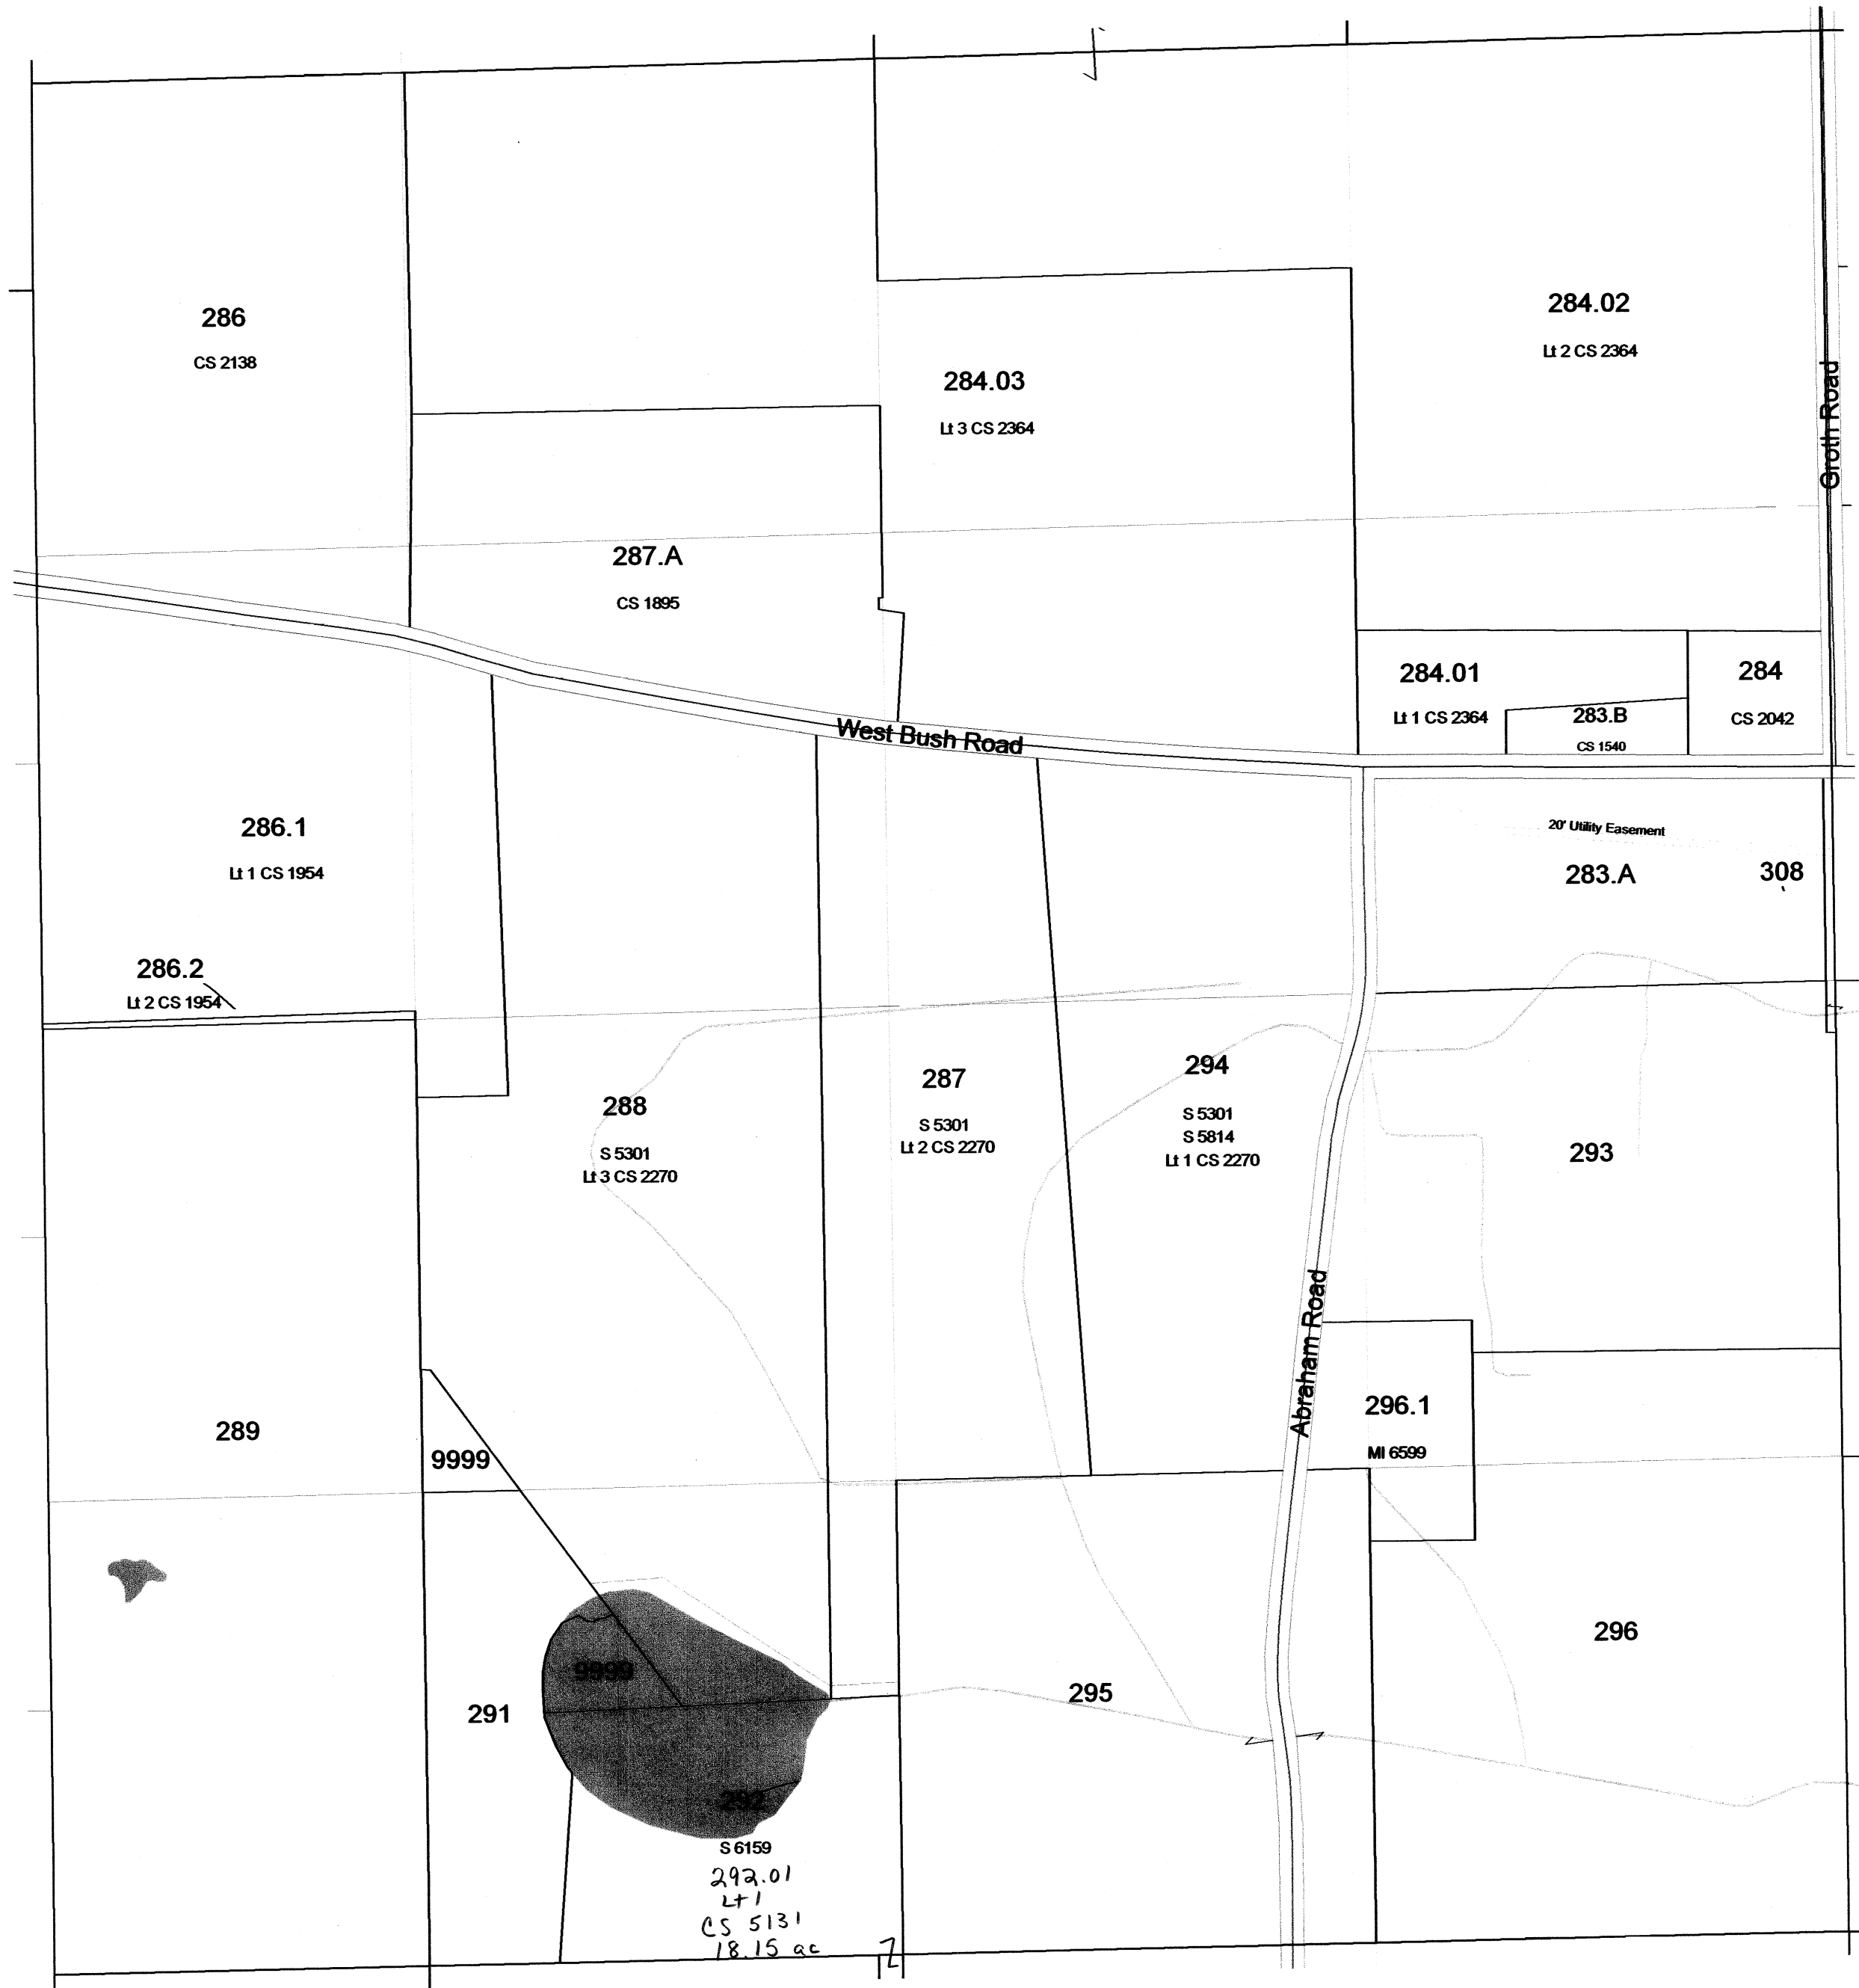 286
CS 2138
284.02
Lt 2 CS 2364
284.03
Lt 3 CS 2364
Groth Road
287.A
CS 1895
284.01
Lt 1 CS 2364
283.B
CS 1540
284
CS 2042
West Bush Road
286.1
Lt 1 CS 1954
20' Utility Easement
283.A
308
286.2
Lt 2 CS 1954
288
S 5301
Lt 3 CS 2270
287
S 5301
Lt 2 CS 2270
294
S 5301
S 5814
Lt 1 CS 2270
293
Abraham Road
296.1
MI 6599
289
9999
9999
291
295
296
292
S 6159
292.01
Lt 1
CS 5131
18.15 ac